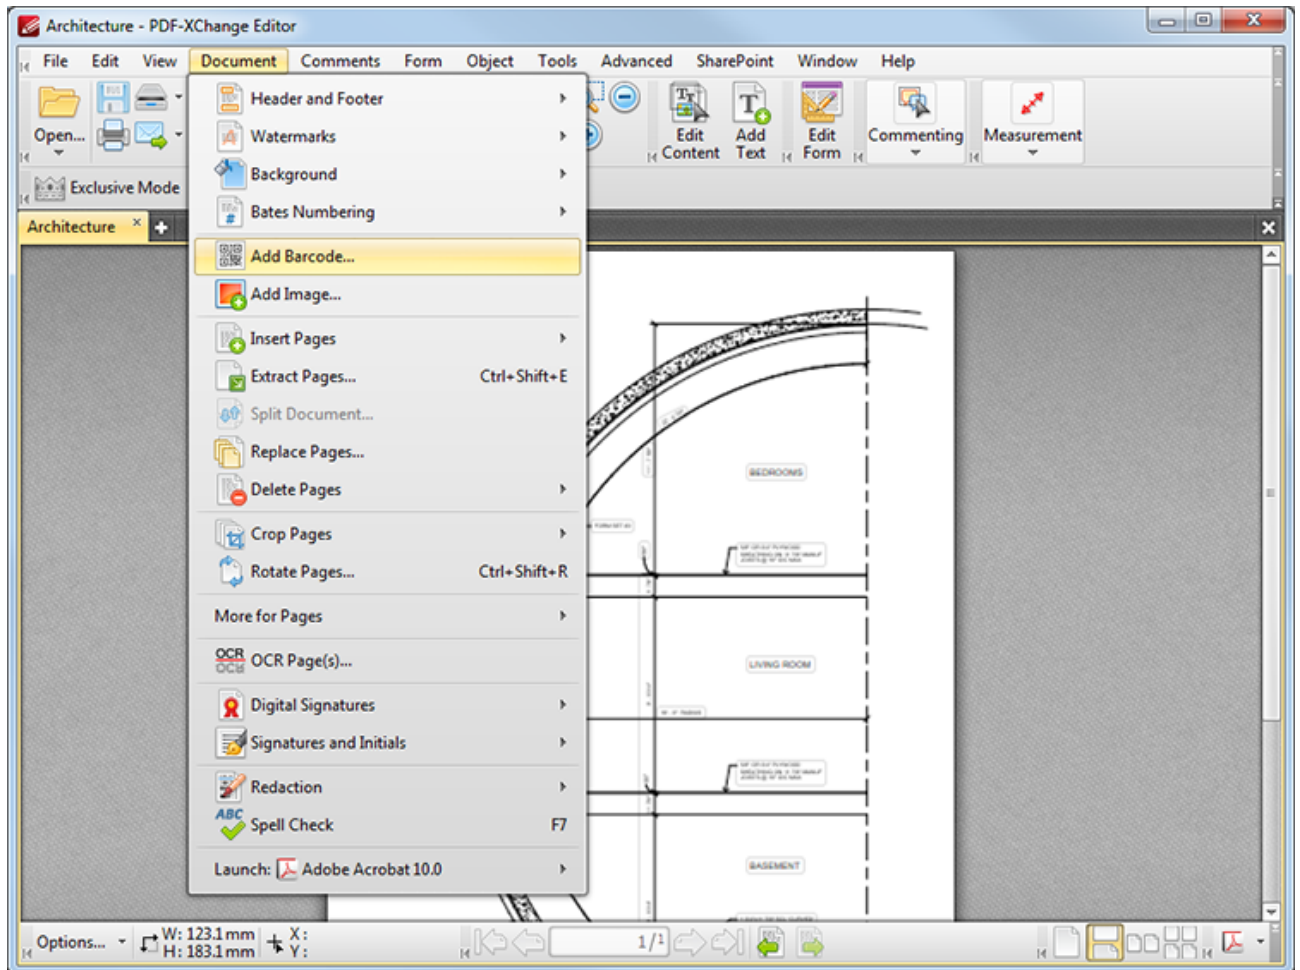 Architecture - PDF-XChange Editor
File Edit View Document Comments Form Object Tools Advanced SharePoint Window Help
Open...
Edit Content
Add Text
Edit Form
Commenting
Measurement
Exclusive Mode
Architecture
Header and Footer
Watermarks
Background
Bates Numbering
Add Barcode...
Add Image...
Insert Pages
Extract Pages... Ctrl+Shift+E
Split Document...
Replace Pages...
Delete Pages
Crop Pages
Rotate Pages... Ctrl+Shift+R
More for Pages
OCR OCR Page(s)...
Digital Signatures
Signatures and Initials
Redaction
ABC Spell Check F7
Launch: Adobe Acrobat 10.0
BEDROOMS
LIVING ROOM
BASEMENT
Options... W: 123.1 mm X:
H: 183.1 mm Y:
1/1